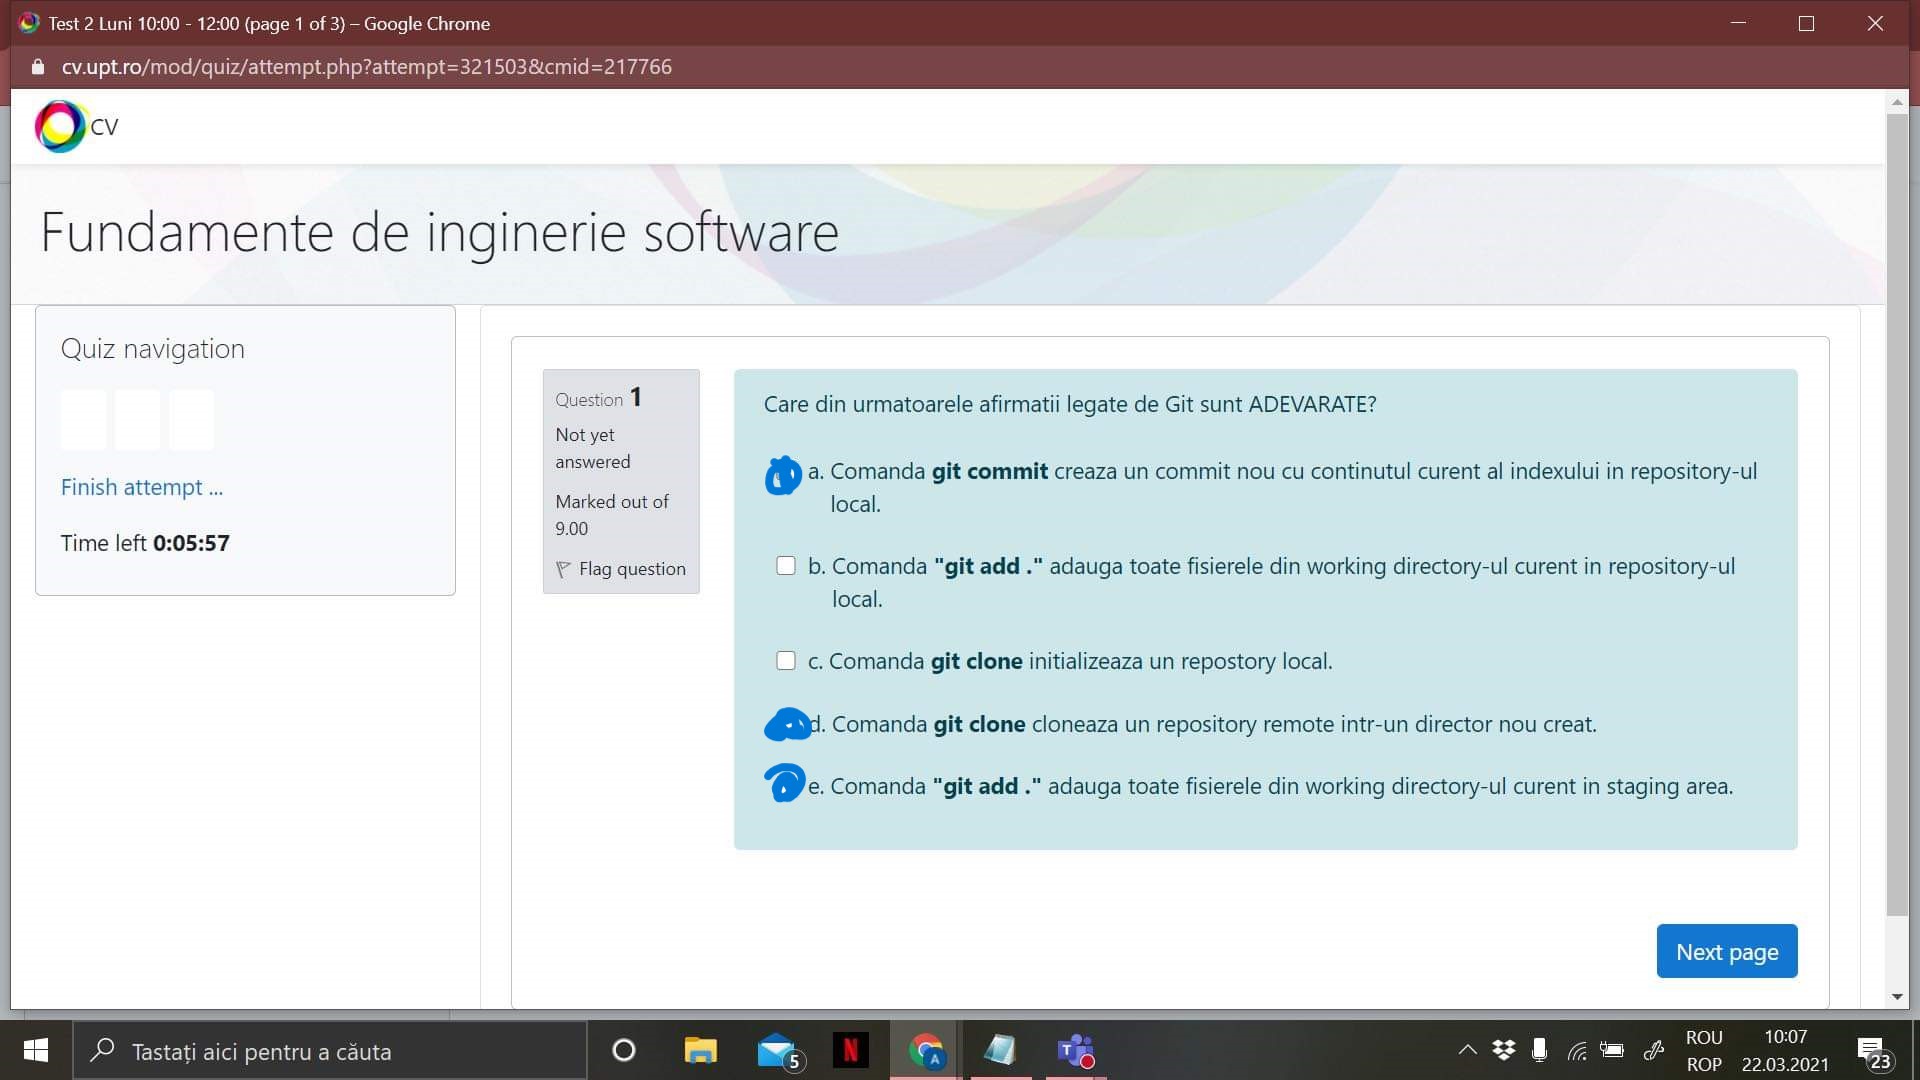 Test 2 Luni 10:00 - 12:00 (page 1 of 3) – Google Chrome
cv.upt.ro/mod/quiz/attempt.php?attempt=321503&cmid=217766
CV
Fundamente de inginerie software
Quiz navigation
Finish attempt ...
Time left 0:05:57
Question 1
Not yet
answered
Marked out of
9.00
Flag question
Care din urmatoarele afirmatii legate de Git sunt ADEVARATE?
a. Comanda git commit creaza un commit nou cu continutul curent al indexului in repository-ul
local.
b. Comanda "git add ." adauga toate fisierele din working directory-ul curent in repository-ul
local.
c. Comanda git clone initializeaza un repostory local.
d. Comanda git clone cloneaza un repository remote intr-un director nou creat.
e. Comanda "git add ." adauga toate fisierele din working directory-ul curent in staging area.
Next page
Tastați aici pentru a căuta
5
N
A
T
ROU
ROP
10:07
22.03.2021
23